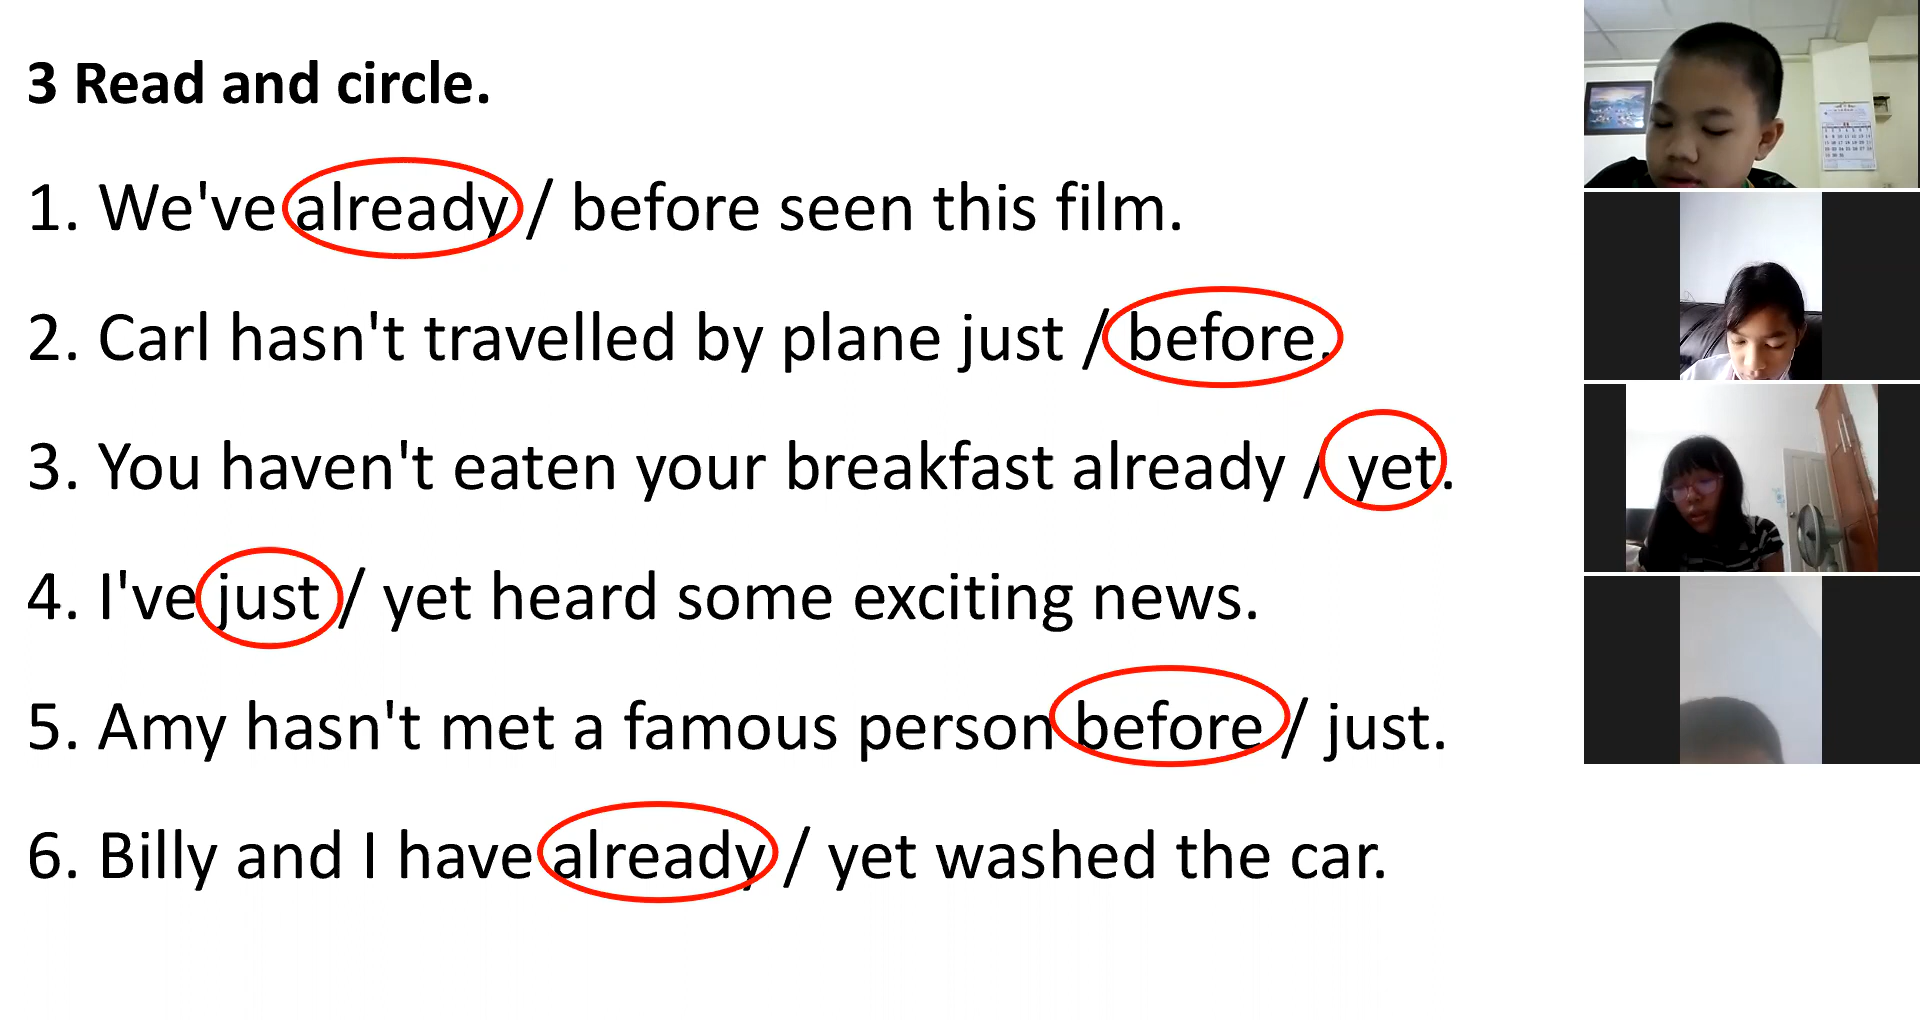 3 Read and circle.
1. We've already / before seen this film.
2. Carl hasn't travelled by plane just / before.
3. You haven't eaten your breakfast already / yet.
4. I've just / yet heard some exciting news.
5. Amy hasn't met a famous person before / just.
6. Billy and I have already / yet washed the car.